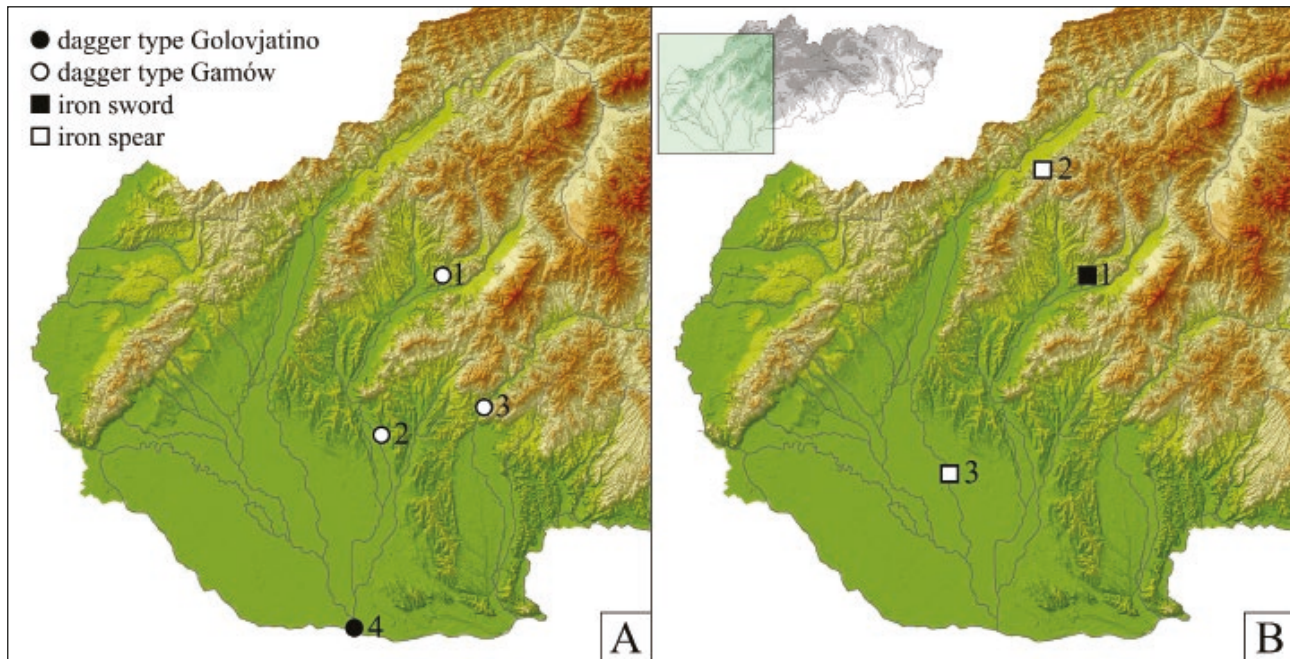 dagger type Golovjatino
dagger type Gamów
iron sword
iron spear
1
2
3
4
A
2
1
3
B